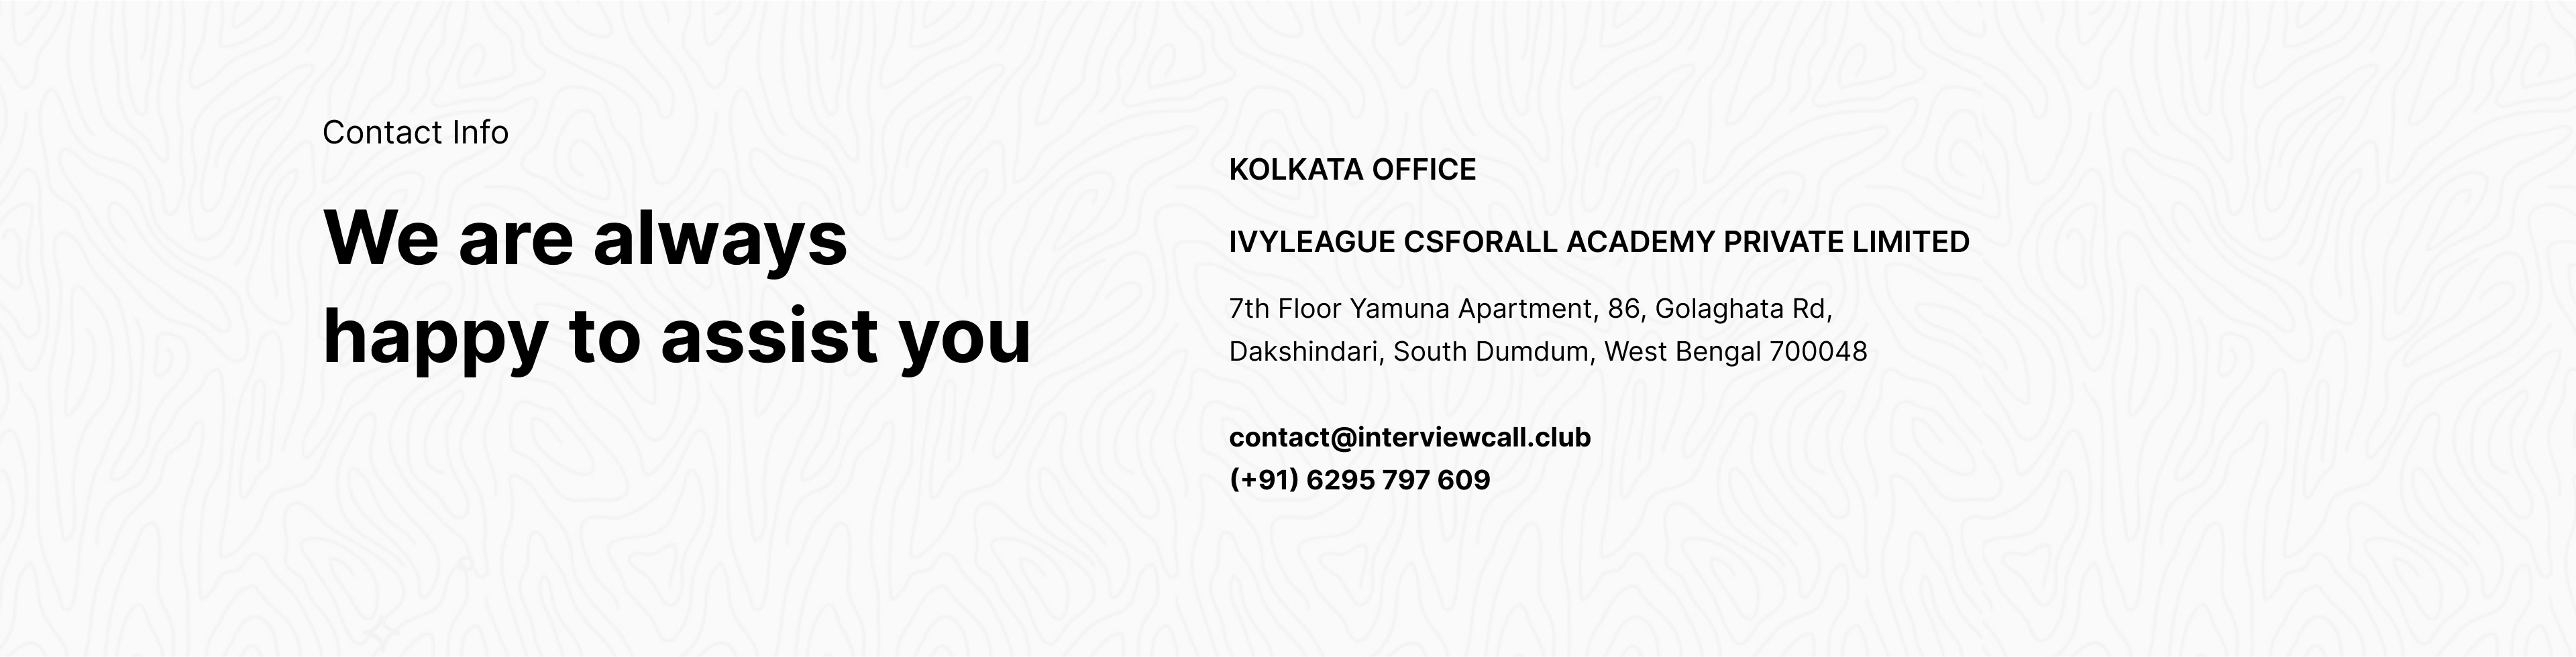 Contact Info
We are always
happy to assist you
KOLKATA OFFICE
IVYLEAGUE CSFORALL ACADEMY PRIVATE LIMITED
7th Floor Yamuna Apartment, 86, Golaghata Rd,
Dakshindari, South Dumdum, West Bengal 700048
contact@interviewcall.club
(+91) 6295 797 609